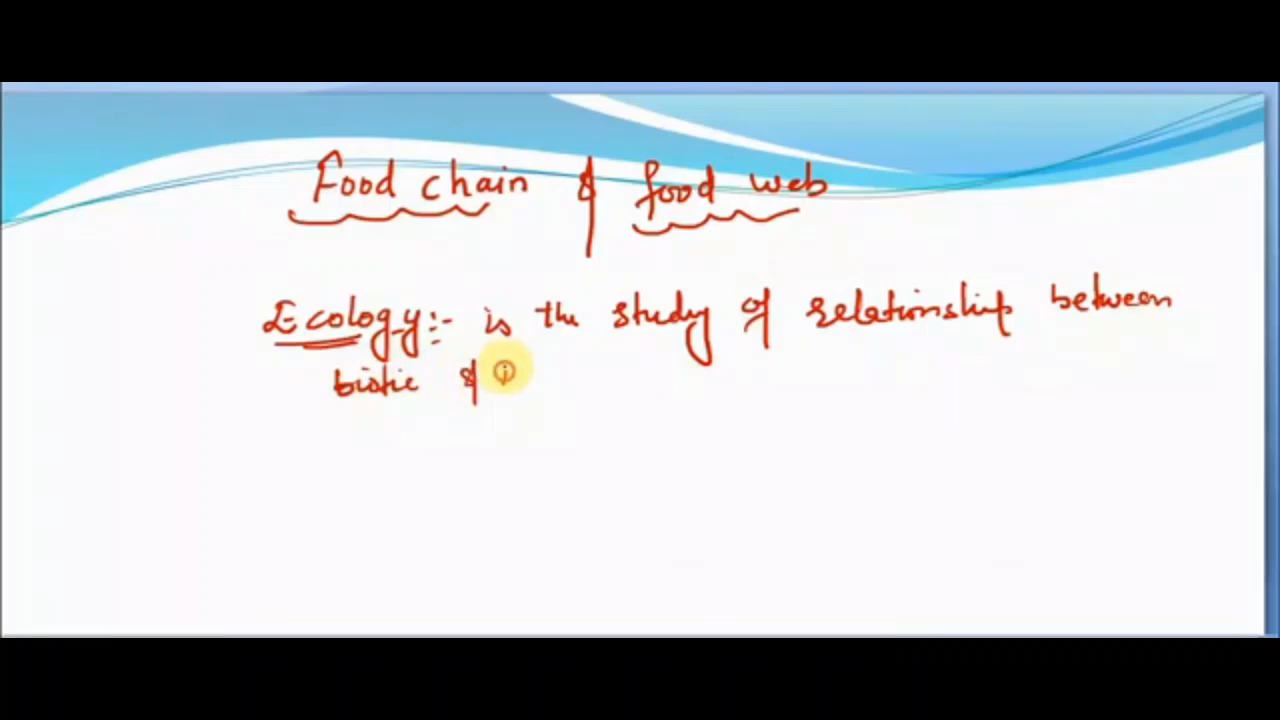 Food chain & food web
Ecology:- is the study of relationship between
biotic &